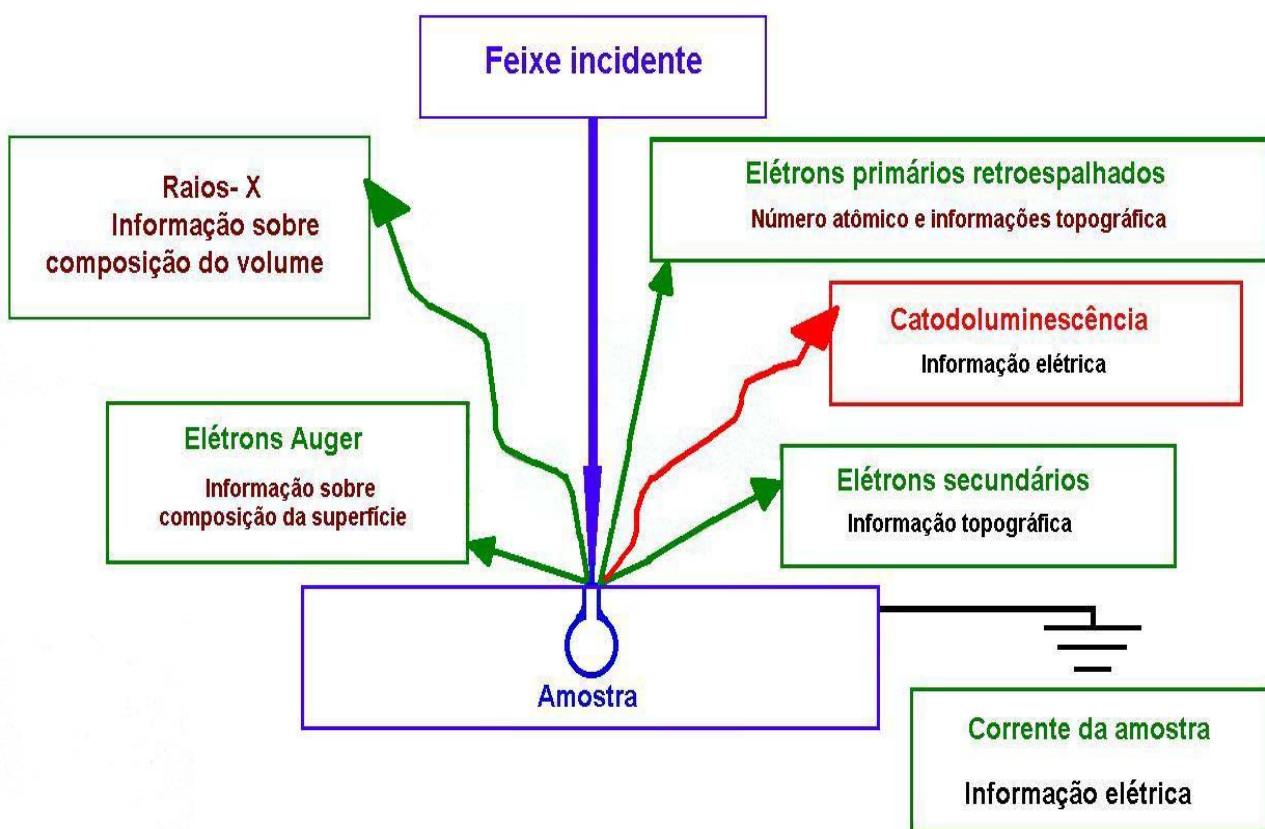 Feixe incidente
Raios- X
Informação sobre
composição do volume
Elétrons primários retroespalhados
Número atômico e informações topográfica
Catodoluminescência
Informação elétrica
Elétrons Auger
Informação sobre
composição da superfície
Elétrons secundários
Informação topográfica
Amostra
Corrente da amostra
Informação elétrica